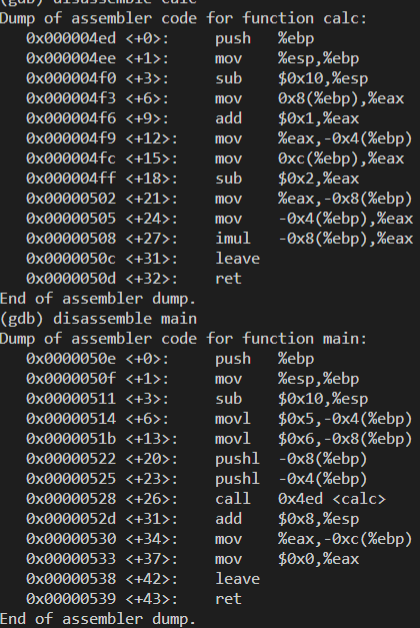 (gdb) disassemble calc
Dump of assembler code for function calc:
0x000004ed <+0>: push %ebp
0x000004ee <+1>: mov %esp,%ebp
0x000004f0 <+3>: sub $0x10,%esp
0x000004f3 <+6>: mov 0x8(%ebp),%eax
0x000004f6 <+9>: add $0x1,%eax
0x000004f9 <+12>: mov %eax,-0x4(%ebp)
0x000004fc <+15>: mov 0xc(%ebp),%eax
0x000004ff <+18>: sub $0x2,%eax
0x00000502 <+21>: mov %eax,-0x8(%ebp)
0x00000505 <+24>: mov -0x4(%ebp),%eax
0x00000508 <+27>: imul -0x8(%ebp),%eax
0x0000050c <+31>: leave
0x0000050d <+32>: ret
End of assembler dump.
(gdb) disassemble main
Dump of assembler code for function main:
0x0000050e <+0>: push %ebp
0x0000050f <+1>: mov %esp,%ebp
0x00000511 <+3>: sub $0x10,%esp
0x00000514 <+6>: movl $0x5,-0x4(%ebp)
0x0000051b <+13>: movl $0x6,-0x8(%ebp)
0x00000522 <+20>: pushl -0x8(%ebp)
0x00000525 <+23>: pushl -0x4(%ebp)
0x00000528 <+26>: call 0x4ed <calc>
0x0000052d <+31>: add $0x8,%esp
0x00000530 <+34>: mov %eax,-0xc(%ebp)
0x00000533 <+37>: mov $0x0,%eax
0x00000538 <+42>: leave
0x00000539 <+43>: ret
End of assembler dump.